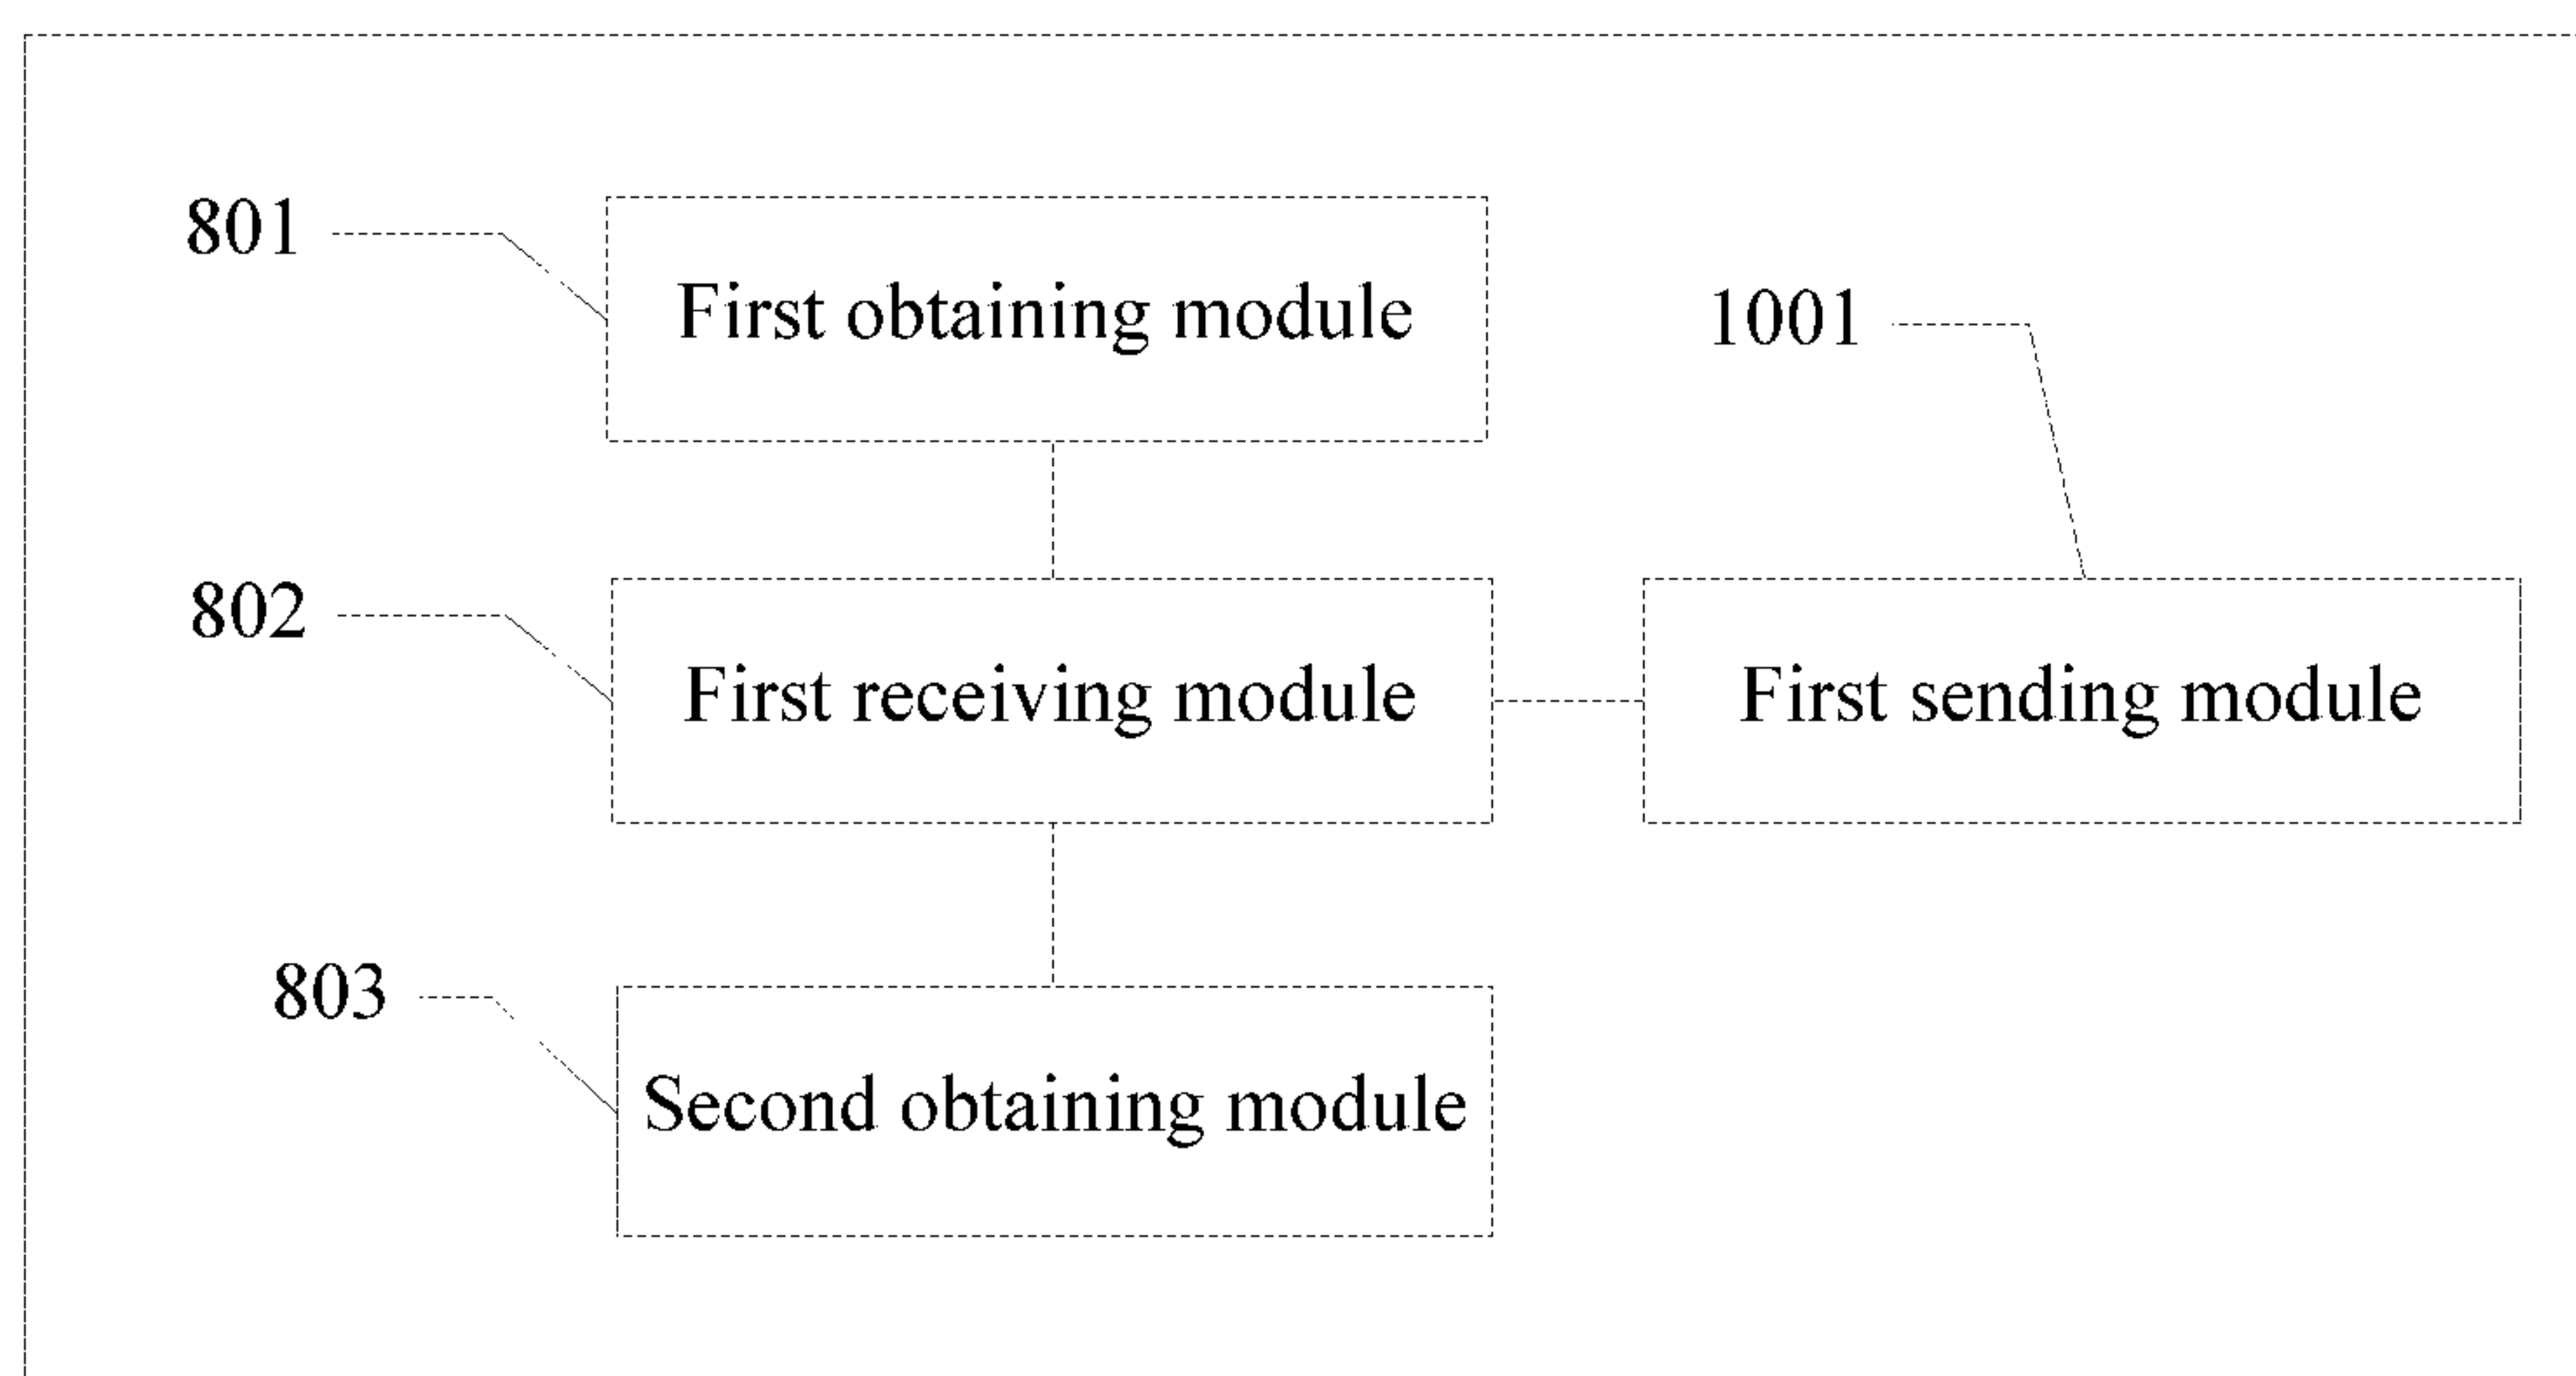 801
First obtaining module
1001
802
First receiving module
First sending module
803
Second obtaining module